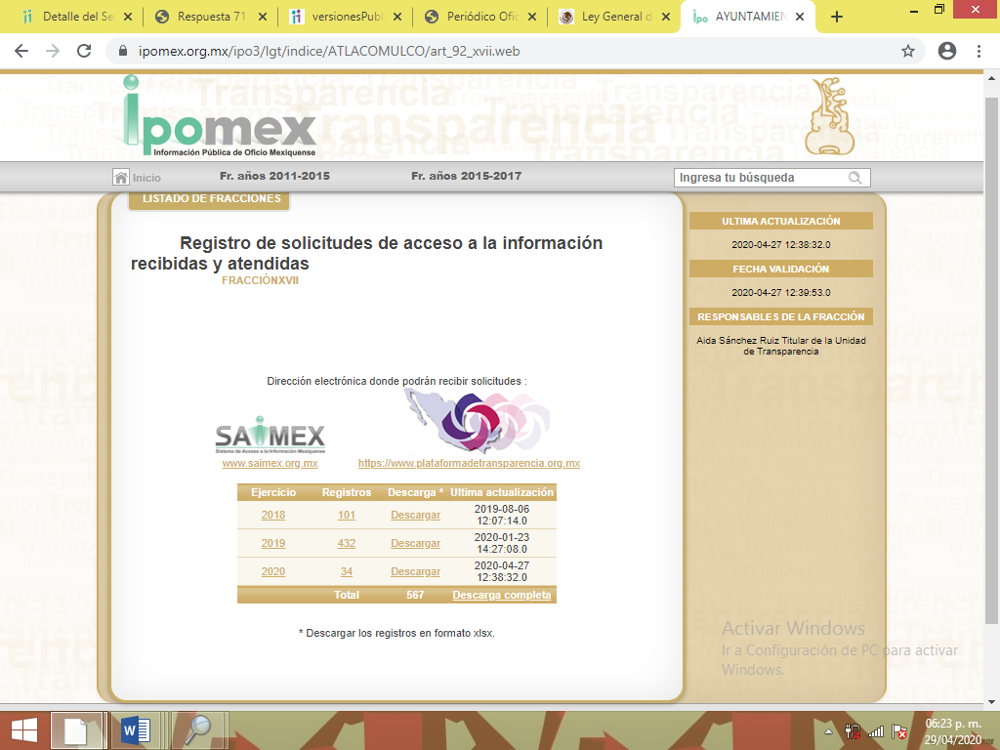 Detalle del Se
Respuesta 71
versionesPubl
Periódico Ofic
Ley General d
ipo AYUNTAMIEN
ipomex.org.mx/ipo3/lgt/indice/ATLACOMULCO/art_92_xvii.web
ipomex
Información Pública de Oficio Mexiquense
Inicio
Fr. años 2011-2015
Fr. años 2015-2017
Ingresa tu búsqueda
LISTADO DE FRACCIONES
Registro de solicitudes de acceso a la información
recibidas y atendidas
FRACCIÓNXVII
ULTIMA ACTUALIZACIÓN
2020-04-27 12:38:32.0
FECHA VALIDACIÓN
2020-04-27 12:39:53.0
RESPONSABLES DE LA FRACCIÓN
Aida Sánchez Ruiz Titular de la Unidad
de Transparencia
Dirección electrónica donde podrán recibir solicitudes :
SAIMEX
Sistema de Acceso a la Información Mexiquense
www.saimex.org.mx
https://www.plataformadetransparencia.org.mx
Ejercicio Registros Descarga * Ultima actualización
2018 101 Descargar 2019-08-06 12:07:14.0
2019 432 Descargar 2020-01-23 14:27:08.0
2020 34 Descargar 2020-04-27 12:38:32.0
Total 567 Descarga completa
* Descargar los registros en formato xlsx.
Activar Windows
Ir a Configuración de PC para activar
Windows.
06:23 p. m.
29/04/2020